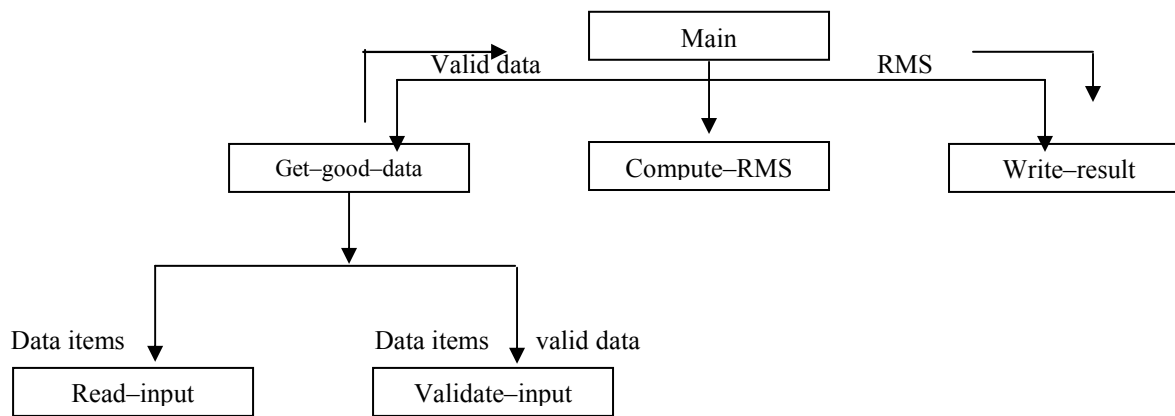 Main
Valid data
RMS
Get–good–data
Compute–RMS
Write–result
Data items
Data items
valid data
Read–input
Validate–input